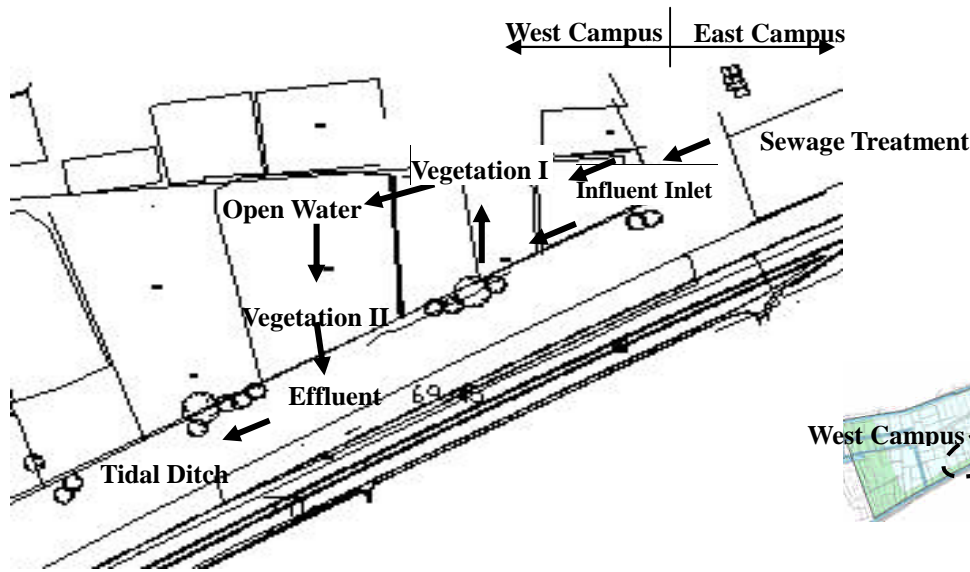 West Campus East Campus
Sewage Treatment
Vegetation I
Influent Inlet
Open Water
Vegetation II
Effluent
69
West Campus
Tidal Ditch